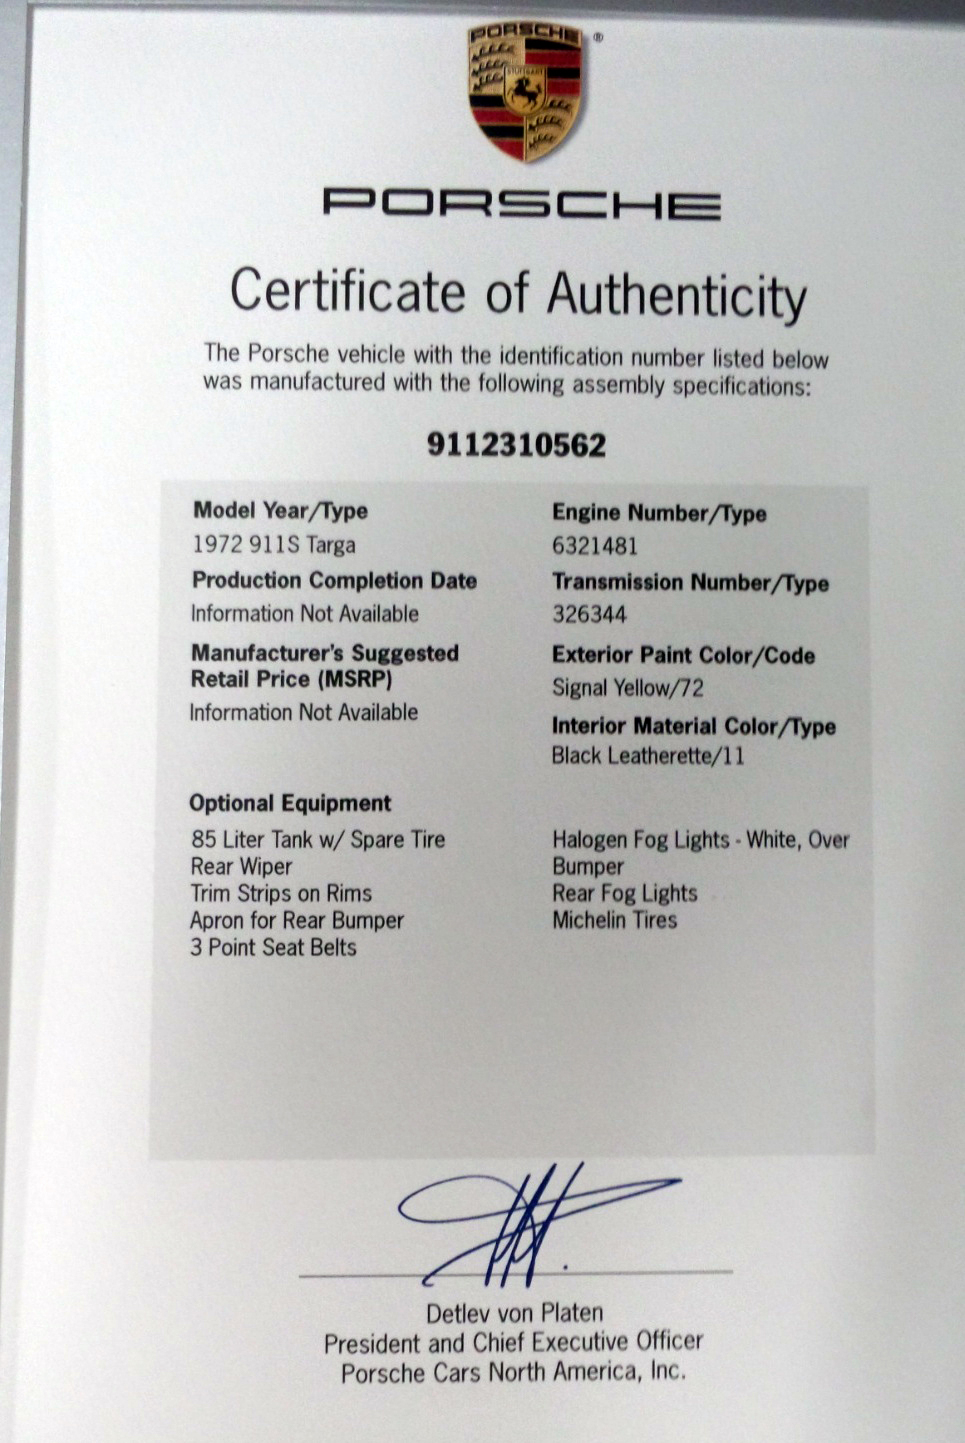 PORSCHE
®
STUTTGART
PORSCHE
Certificate of Authenticity
The Porsche vehicle with the identification number listed below
was manufactured with the following assembly specifications:
9112310562
Model Year/Type
1972 911S Targa
Production Completion Date
Information Not Available
Manufacturer's Suggested
Retail Price (MSRP)
Information Not Available
Engine Number/Type
6321481
Transmission Number/Type
326344
Exterior Paint Color/Code
Signal Yellow/72
Interior Material Color/Type
Black Leatherette/11
Optional Equipment
85 Liter Tank w/ Spare Tire
Rear Wiper
Trim Strips on Rims
Apron for Rear Bumper
3 Point Seat Belts
Halogen Fog Lights - White, Over
Bumper
Rear Fog Lights
Michelin Tires
Detlev von Platen
President and Chief Executive Officer
Porsche Cars North America, Inc.